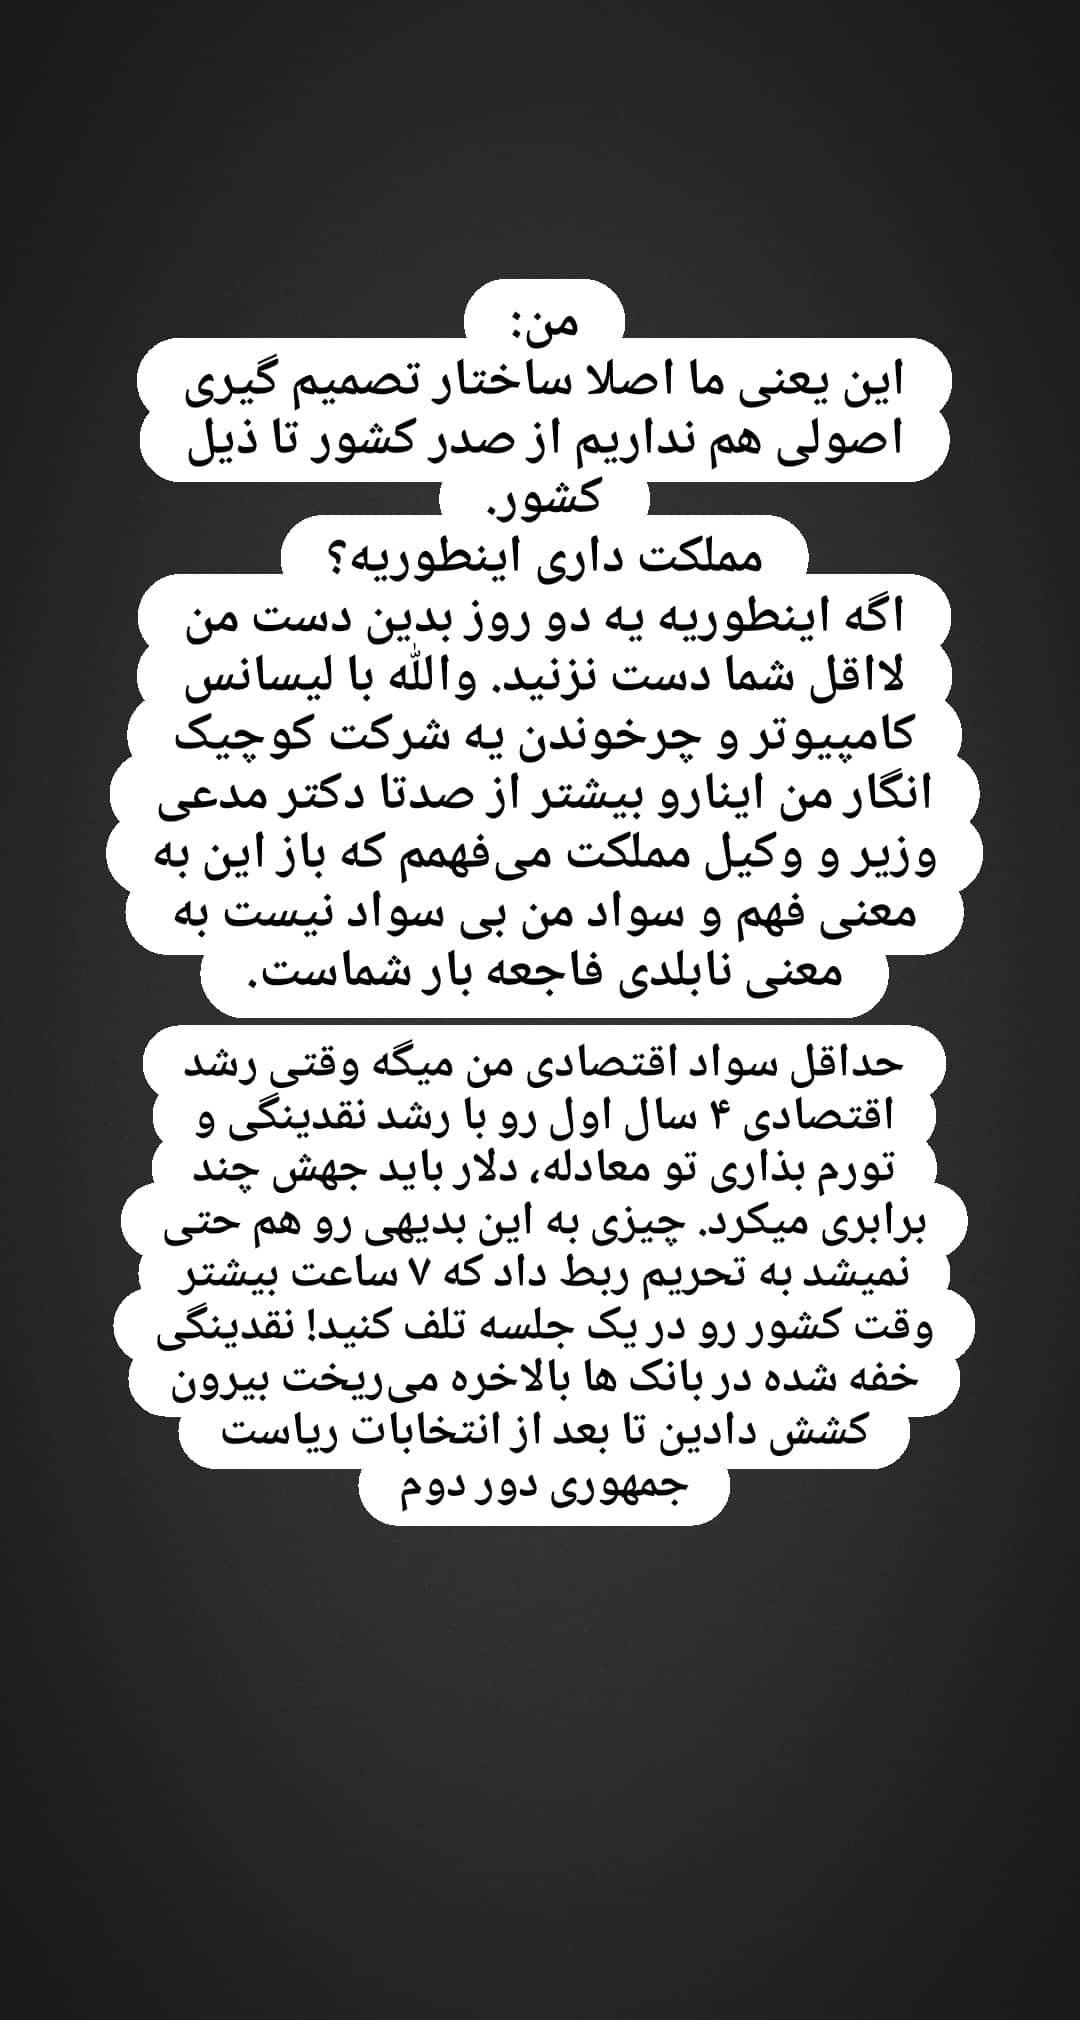 من:
این یعنی ما اصلا ساختار تصمیم گیری
اصولی هم نداریم از صدر کشور تا ذیل
کشور.
مملکت داری اینطوریه؟
اگه اینطوریه یه دو روز بدین دست من
لااقل شما دست نزنید. والله با لیسانس
کامپیوتر و چرخوندن یه شرکت کوچیک
انگار من اینارو بیشتر از صدتا دکتر مدعی
وزیر و وکیل مملکت می‌فهمم که باز این به
معنی فهم و سواد من بی سواد نیست به
معنی نابلدی فاجعه بار شماست.
حداقل سواد اقتصادی من میگه وقتی رشد
اقتصادی ۴ سال اول رو با رشد نقدینگی و
تورم بذاری تو معادله، دلار باید جهش چند
برابری میکرد. چیزی به این بدیهی رو هم حتی
نمیشد به تحریم ربط داد که ۷ ساعت بیشتر
وقت کشور رو در یک جلسه تلف کنید! نقدینگی
خفه شده در بانک ها بالاخره می‌ریخت بیرون
کشش دادین تا بعد از انتخابات ریاست
جمهوری دور دوم